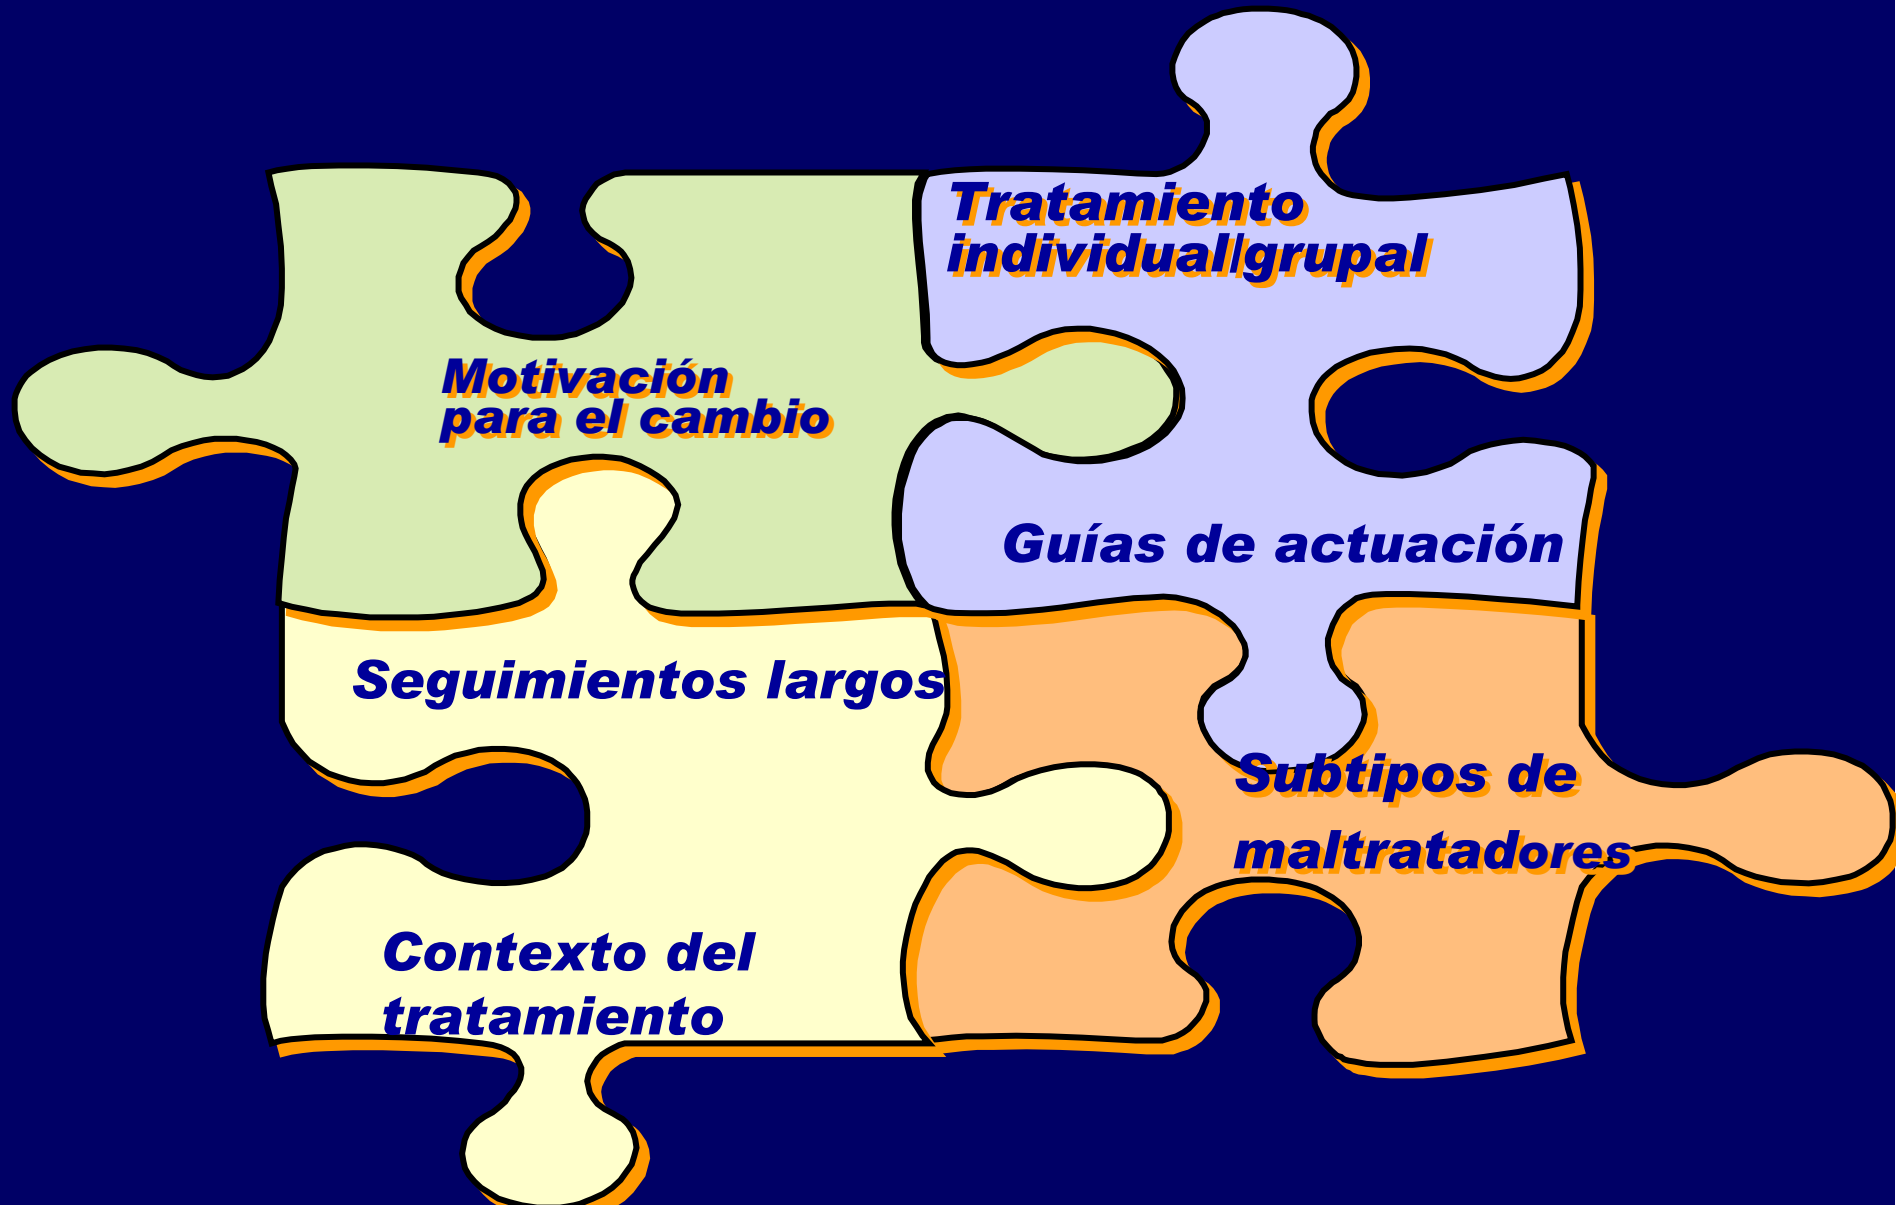 Tratamiento
individual/grupal
Motivación
para el cambio
Guías de actuación
Seguimientos largos
Subtipos de
maltratadores
Contexto del
tratamiento